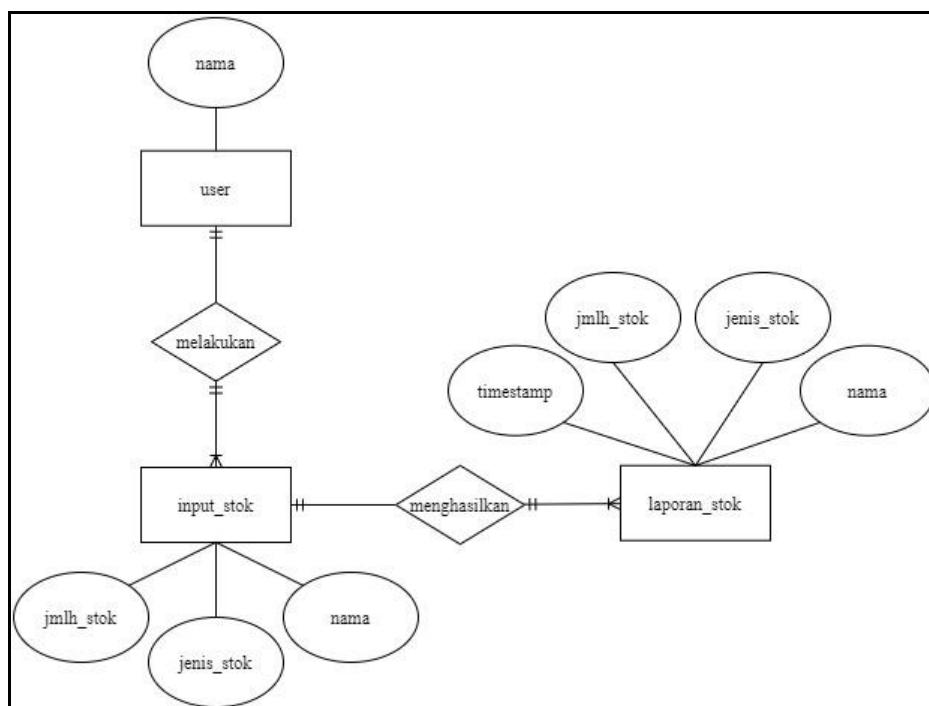 nama
user
melakukan
jmlh_stok
jenis_stok
timestamp
nama
input_stok
menghasilkan
laporan_stok
jmlh_stok
nama
jenis_stok